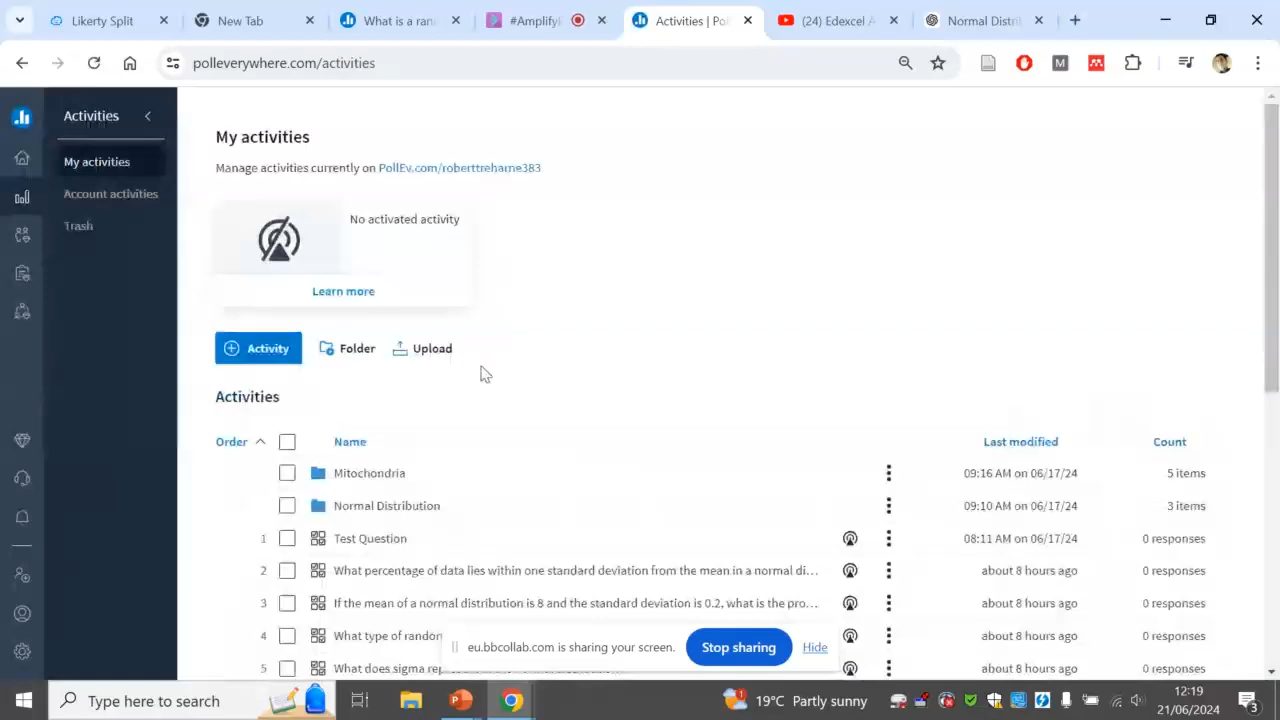 Likerty Split
New Tab
What is a ran
#Amplify
Activities | Pol
(24) Edexcel A
Normal Distri
polleverywhere.com/activities
Activities
My activities
Account activities
Trash
My activities
Manage activities currently on PollEv.com/roberttreharne383
No activated activity
Learn more
Activity Folder Upload
Activities
Order Name Last modified Count
Mitochondria 09:16 AM on 06/17/24 5 items
Normal Distribution 09:10 AM on 06/17/24 3 items
1 Test Question 08:11 AM on 06/17/24 0 responses
2 What percentage of data lies within one standard deviation from the mean in a normal di... about 8 hours ago 0 responses
3 If the mean of a normal distribution is 8 and the standard deviation is 0.2, what is the pro... about 8 hours ago 0 responses
4 What type of random about 8 hours ago 0 responses
eu.bbcollab.com is sharing your screen. Stop sharing Hide
5 What does sigma rep about 8 hours ago 0 responses
Type here to search
19°C Partly sunny
12:19
21/06/2024
3